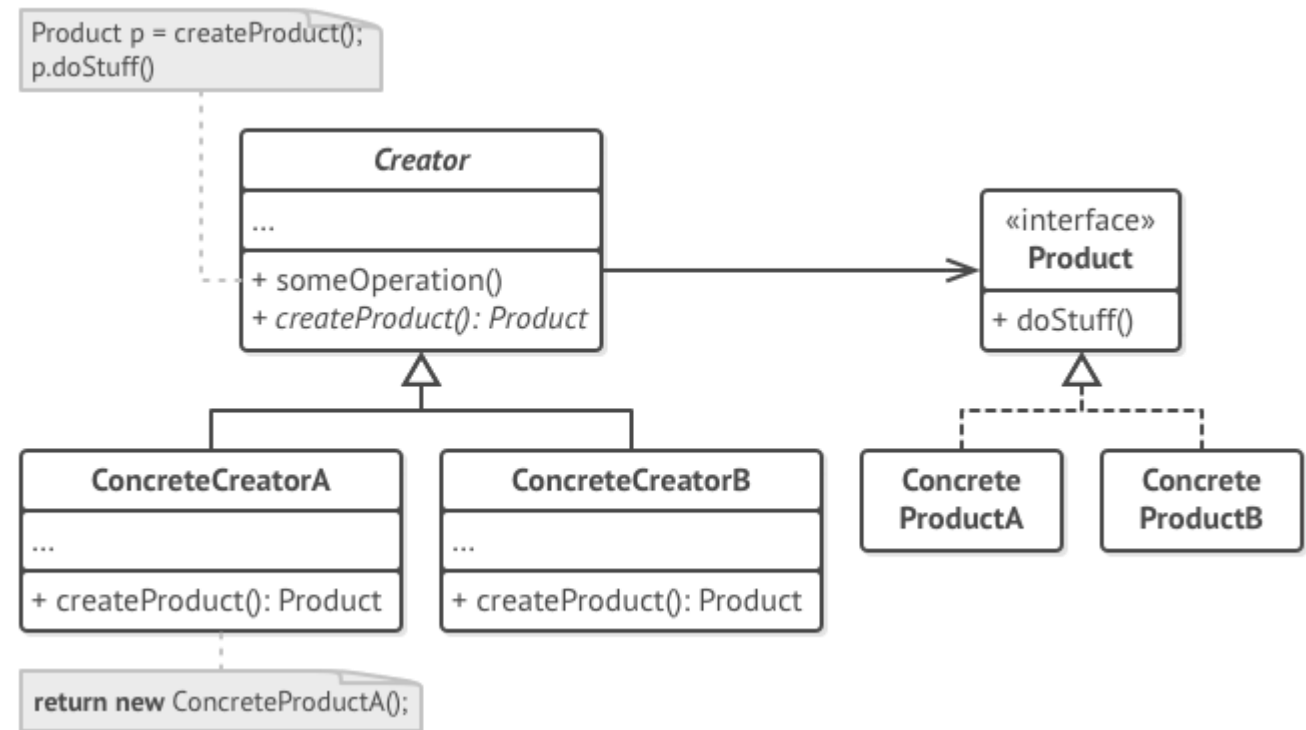 Product p = createProduct();
p.doStuff()
Creator
...
+ someOperation()
+ createProduct(): Product
«interface»
Product
+ doStuff()
ConcreteCreatorA
...
+ createProduct(): Product
ConcreteCreatorB
...
+ createProduct(): Product
Concrete
ProductA
Concrete
ProductB
return new ConcreteProductA();